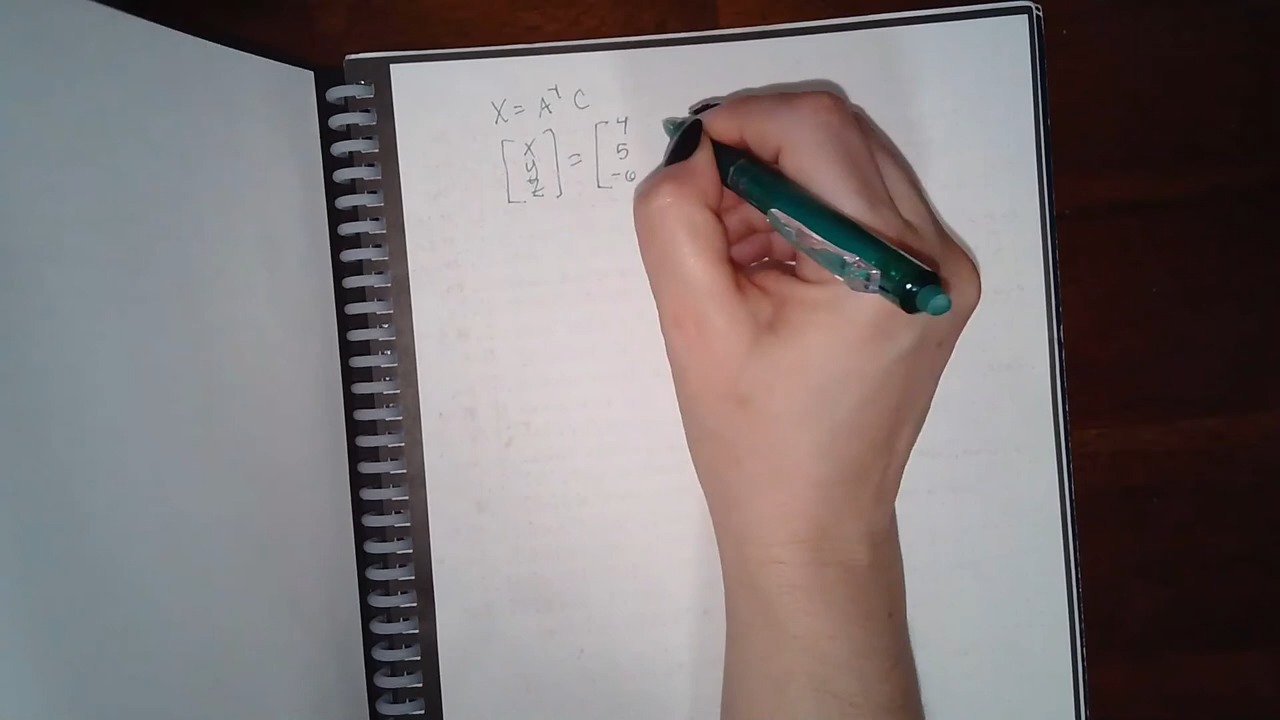 X = A⁻¹ C
[x y z] = [4 5 -6